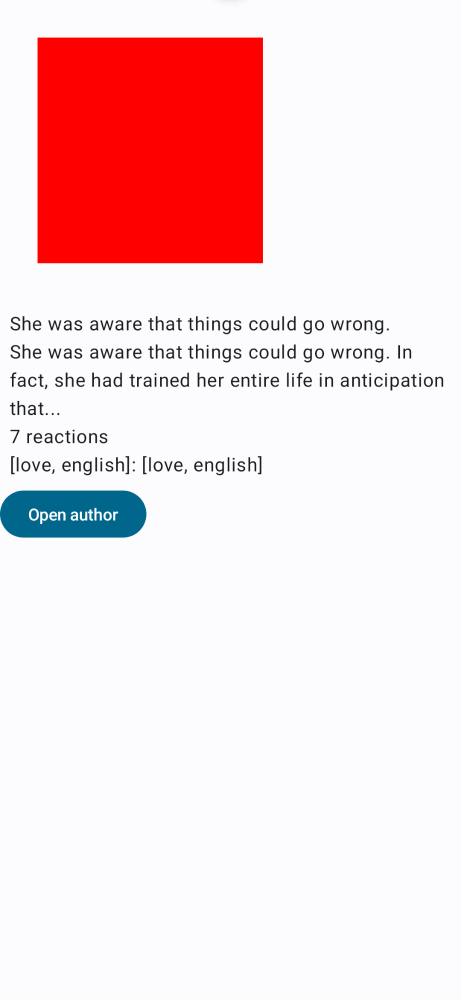 She was aware that things could go wrong.
She was aware that things could go wrong. In
fact, she had trained her entire life in anticipation
that...
7 reactions
[love, english]: [love, english]
Open author